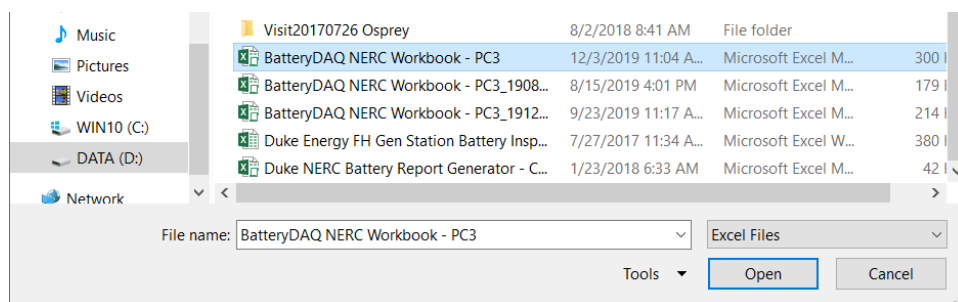 Music
Pictures
Videos
WIN10 (C:)
DATA (D:)
Network
Visit20170726 Osprey 8/2/2018 8:41 AM File folder
BatteryDAQ NERC Workbook - PC3 12/3/2019 11:04 A... Microsoft Excel M... 300
BatteryDAQ NERC Workbook - PC3_1908... 8/15/2019 4:01 PM Microsoft Excel M... 179
BatteryDAQ NERC Workbook - PC3_1912... 9/23/2019 11:17 A... Microsoft Excel M... 214
Duke Energy FH Gen Station Battery Insp... 7/27/2017 11:34 A... Microsoft Excel W... 380
Duke NERC Battery Report Generator - C... 1/23/2018 6:33 AM Microsoft Excel M... 42
File name: BatteryDAQ NERC Workbook - PC3 Excel Files
Tools Open Cancel